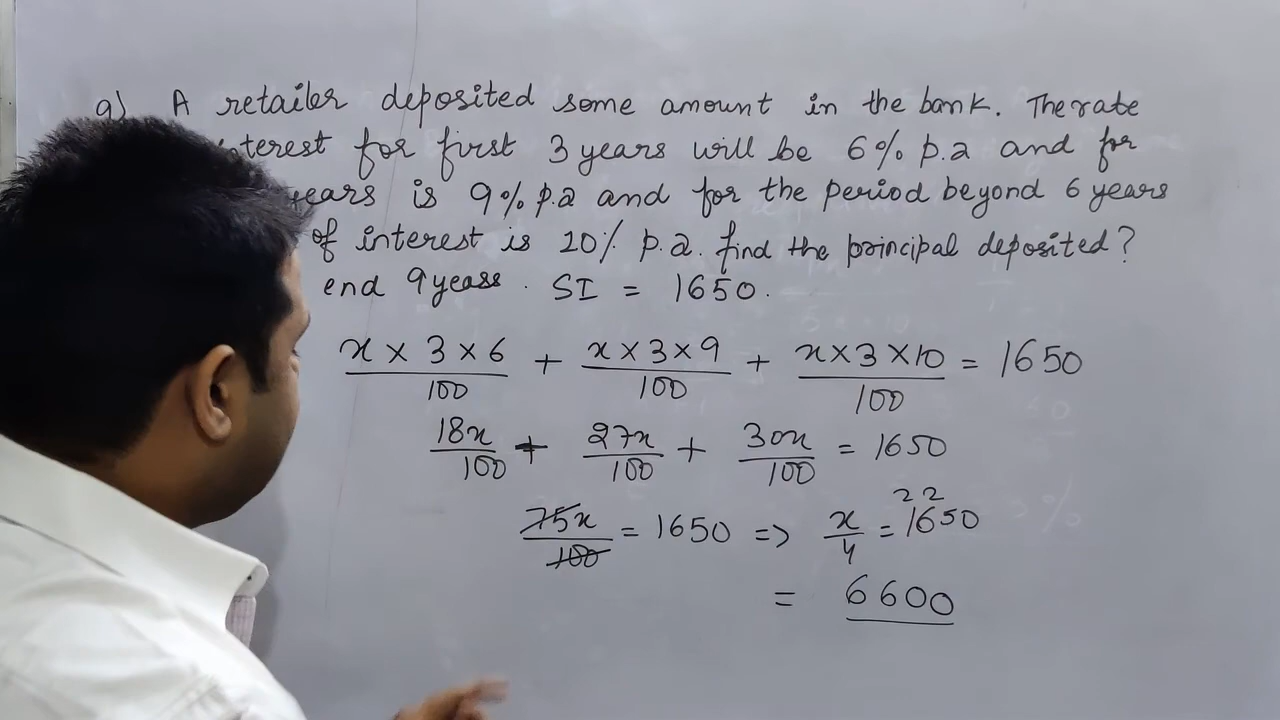 a) A retailer deposited some amount in the bank. The rate
interest for first 3 years will be 6% p.a and for
years is 9% p.a and for the period beyond 6 years
of interest is 10% p.a. find the principal deposited?
end 9 years. SI = 1650.
x × 3 × 6 / 100 + x × 3 × 9 / 100 + x × 3 × 10 / 100 = 1650
18x / 100 + 27x / 100 + 30x / 100 = 1650
75x / 100 = 1650 => x / 4 = 1650
22
= 6600